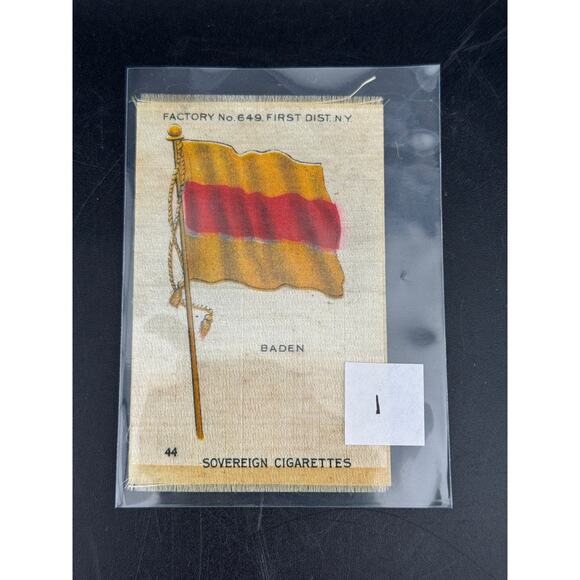 FACTORY No. 649, FIRST DIST. N.Y.
BADEN
1
44
SOVEREIGN CIGARETTES